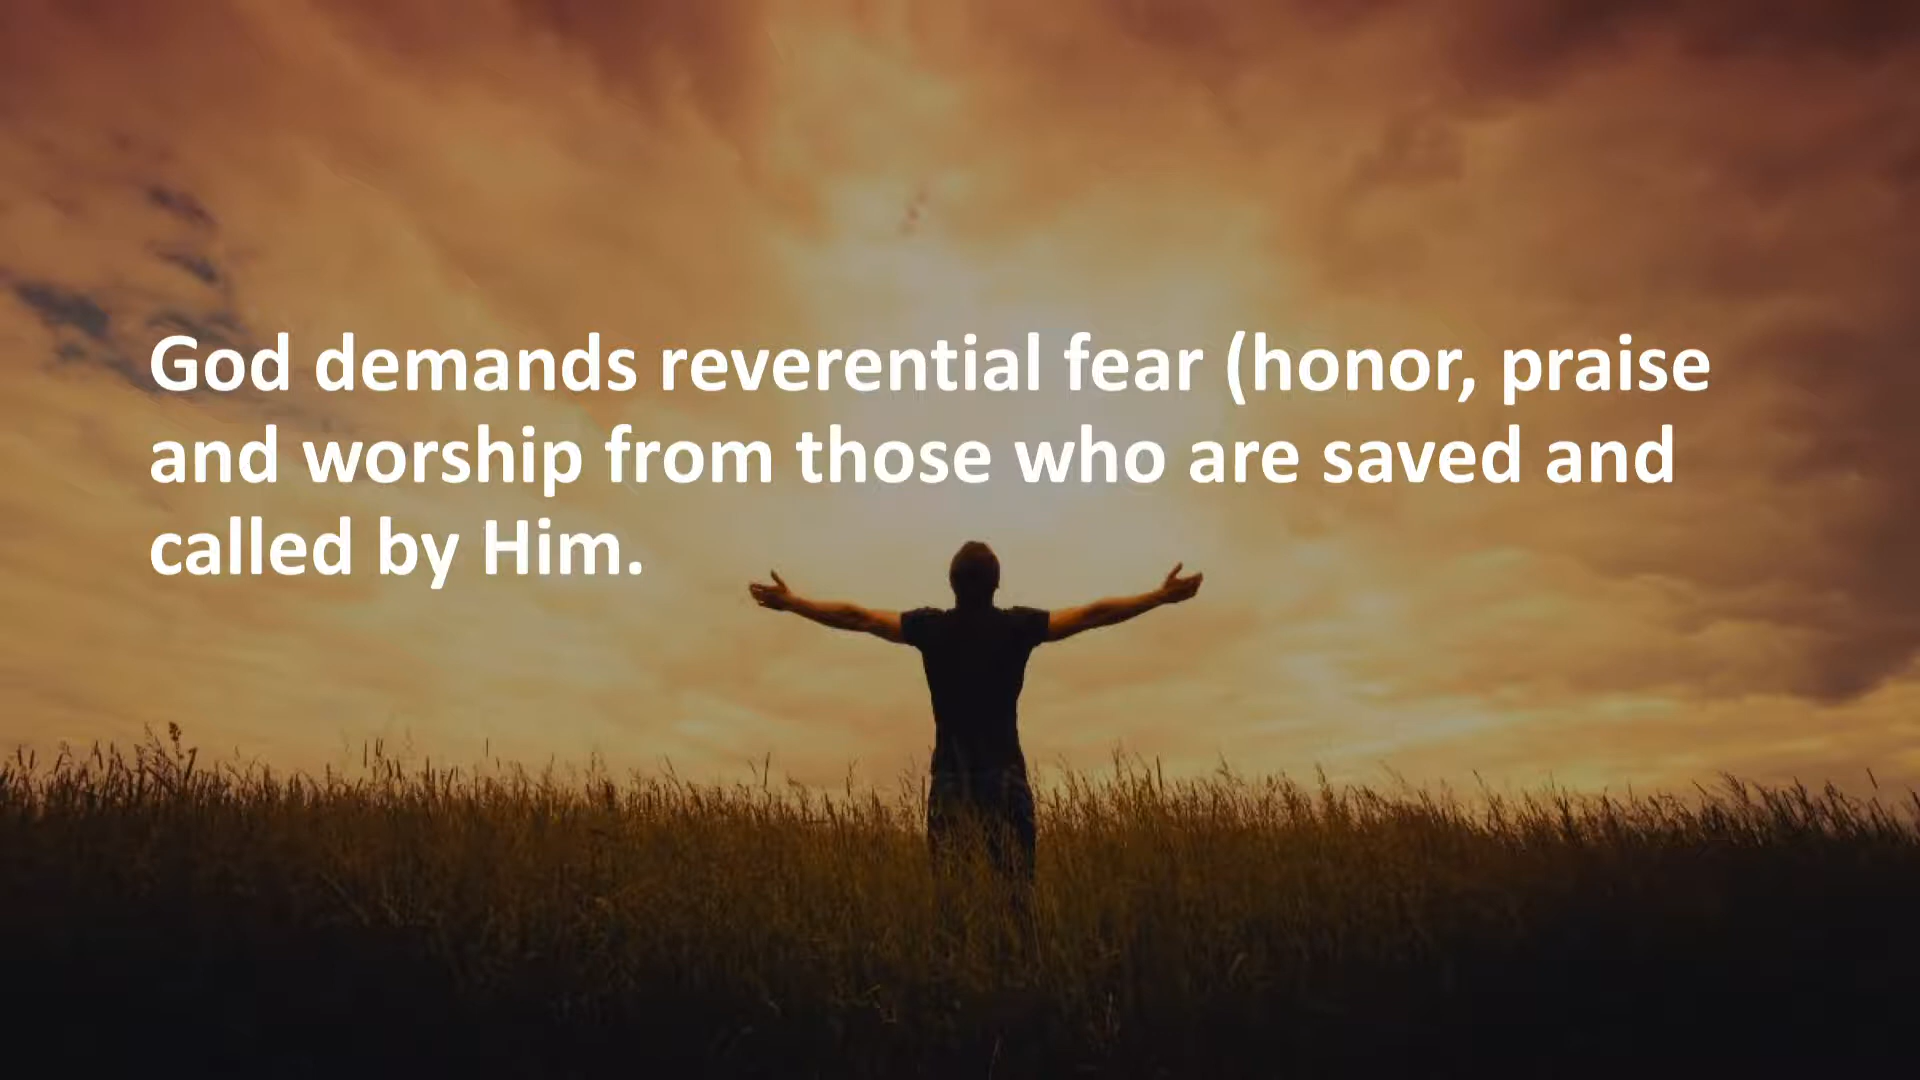 God demands reverential fear (honor, praise
and worship from those who are saved and
called by Him.